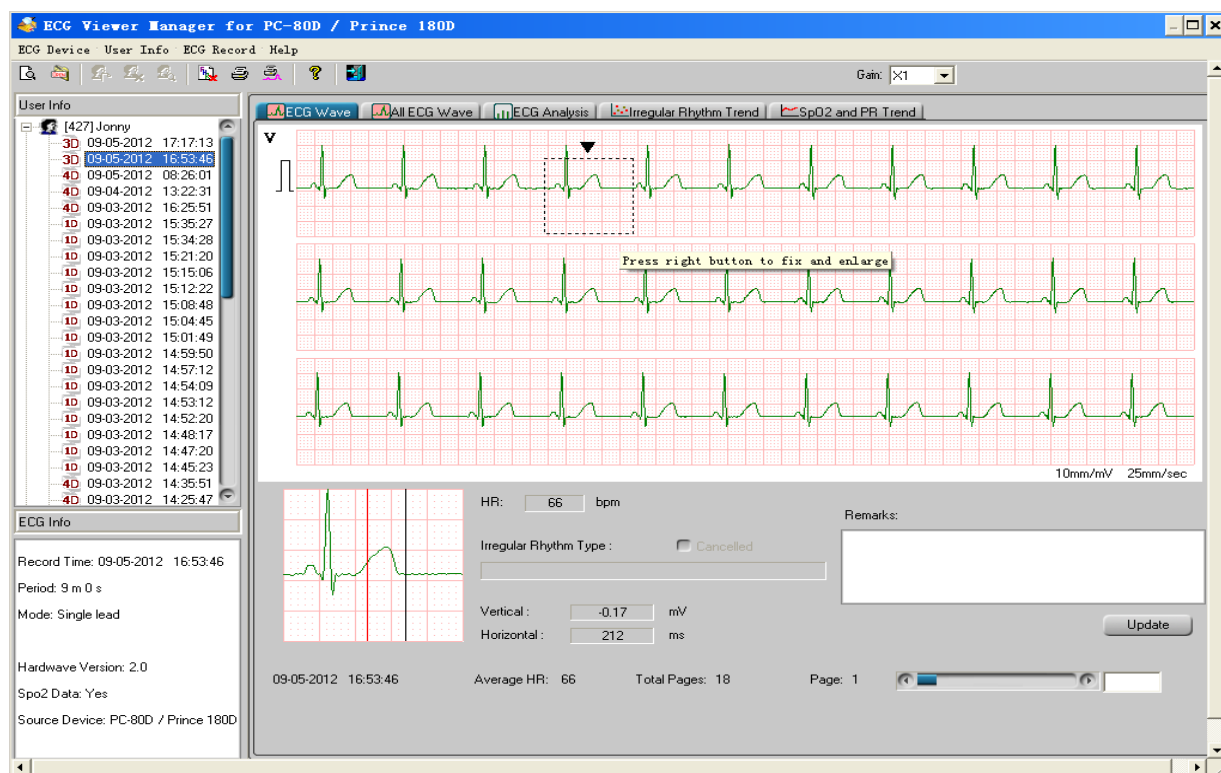 ECG Viewer Manager for PC-80D / Prince 180D
ECG Device User Info ECG Record Help
Gain: X1
User Info
ECG Wave All ECG Wave ECG Analysis Irregular Rhythm Trend SpO2 and PR Trend
[427] Jonny
3D 09-05-2012 17:17:13
3D 09-05-2012 16:53:46
4D 09-05-2012 08:26:01
4D 09-04-2012 13:22:31
4D 09-03-2012 16:25:51
1D 09-03-2012 15:35:27
1D 09-03-2012 15:34:28
1D 09-03-2012 15:21:20
1D 09-03-2012 15:15:06
1D 09-03-2012 15:12:22
1D 09-03-2012 15:08:48
1D 09-03-2012 15:04:45
1D 09-03-2012 15:01:49
1D 09-03-2012 14:59:50
1D 09-03-2012 14:57:12
1D 09-03-2012 14:54:09
1D 09-03-2012 14:53:12
1D 09-03-2012 14:52:20
1D 09-03-2012 14:48:17
1D 09-03-2012 14:47:20
1D 09-03-2012 14:45:23
4D 09-03-2012 14:35:51
4D 09-03-2012 14:25:47
V
Press right button to fix and enlarge
10mm/mV 25mm/sec
ECG Info
Record Time: 09-05-2012 16:53:46
Period: 9 m 0 s
Mode: Single lead
Hardwave Version: 2.0
Spo2 Data: Yes
Source Device: PC-80D / Prince 180D
HR: 66 bpm
Irregular Rhythm Type : Cancelled
Vertical : -0.17 mV
Horizontal : 212 ms
Remarks:
Update
09-05-2012 16:53:46 Average HR: 66 Total Pages: 18 Page: 1